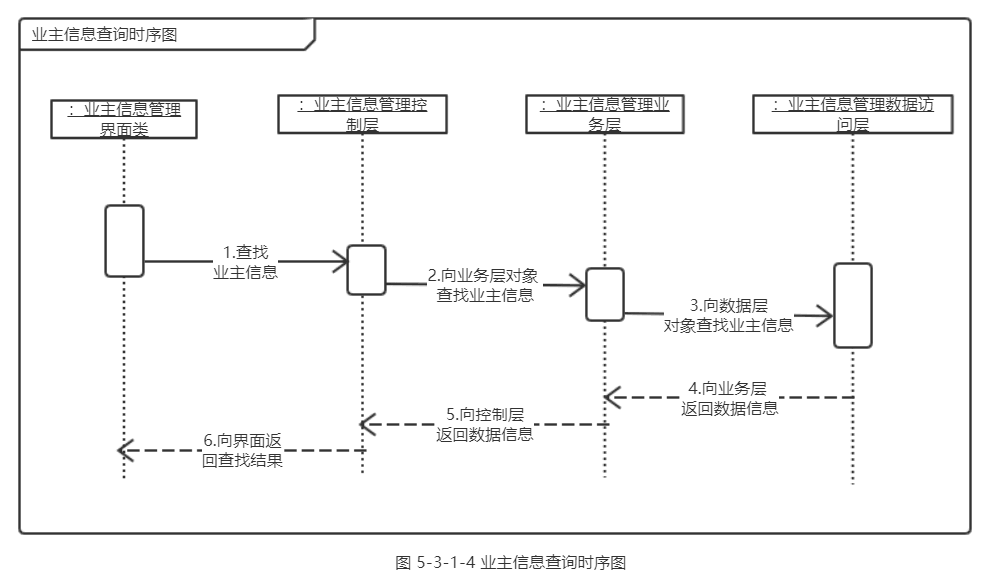 业主信息查询时序图
：业主信息管理
界面类
：业主信息管理控
制层
：业主信息管理业
务层
：业主信息管理数据访
问层
1.查找
业主信息
2.向业务层对象
查找业主信息
3.向数据层
对象查找业主信息
4.向业务层
返回数据信息
5.向控制层
返回数据信息
6.向界面返
回查找结果
图 5-3-1-4 业主信息查询时序图